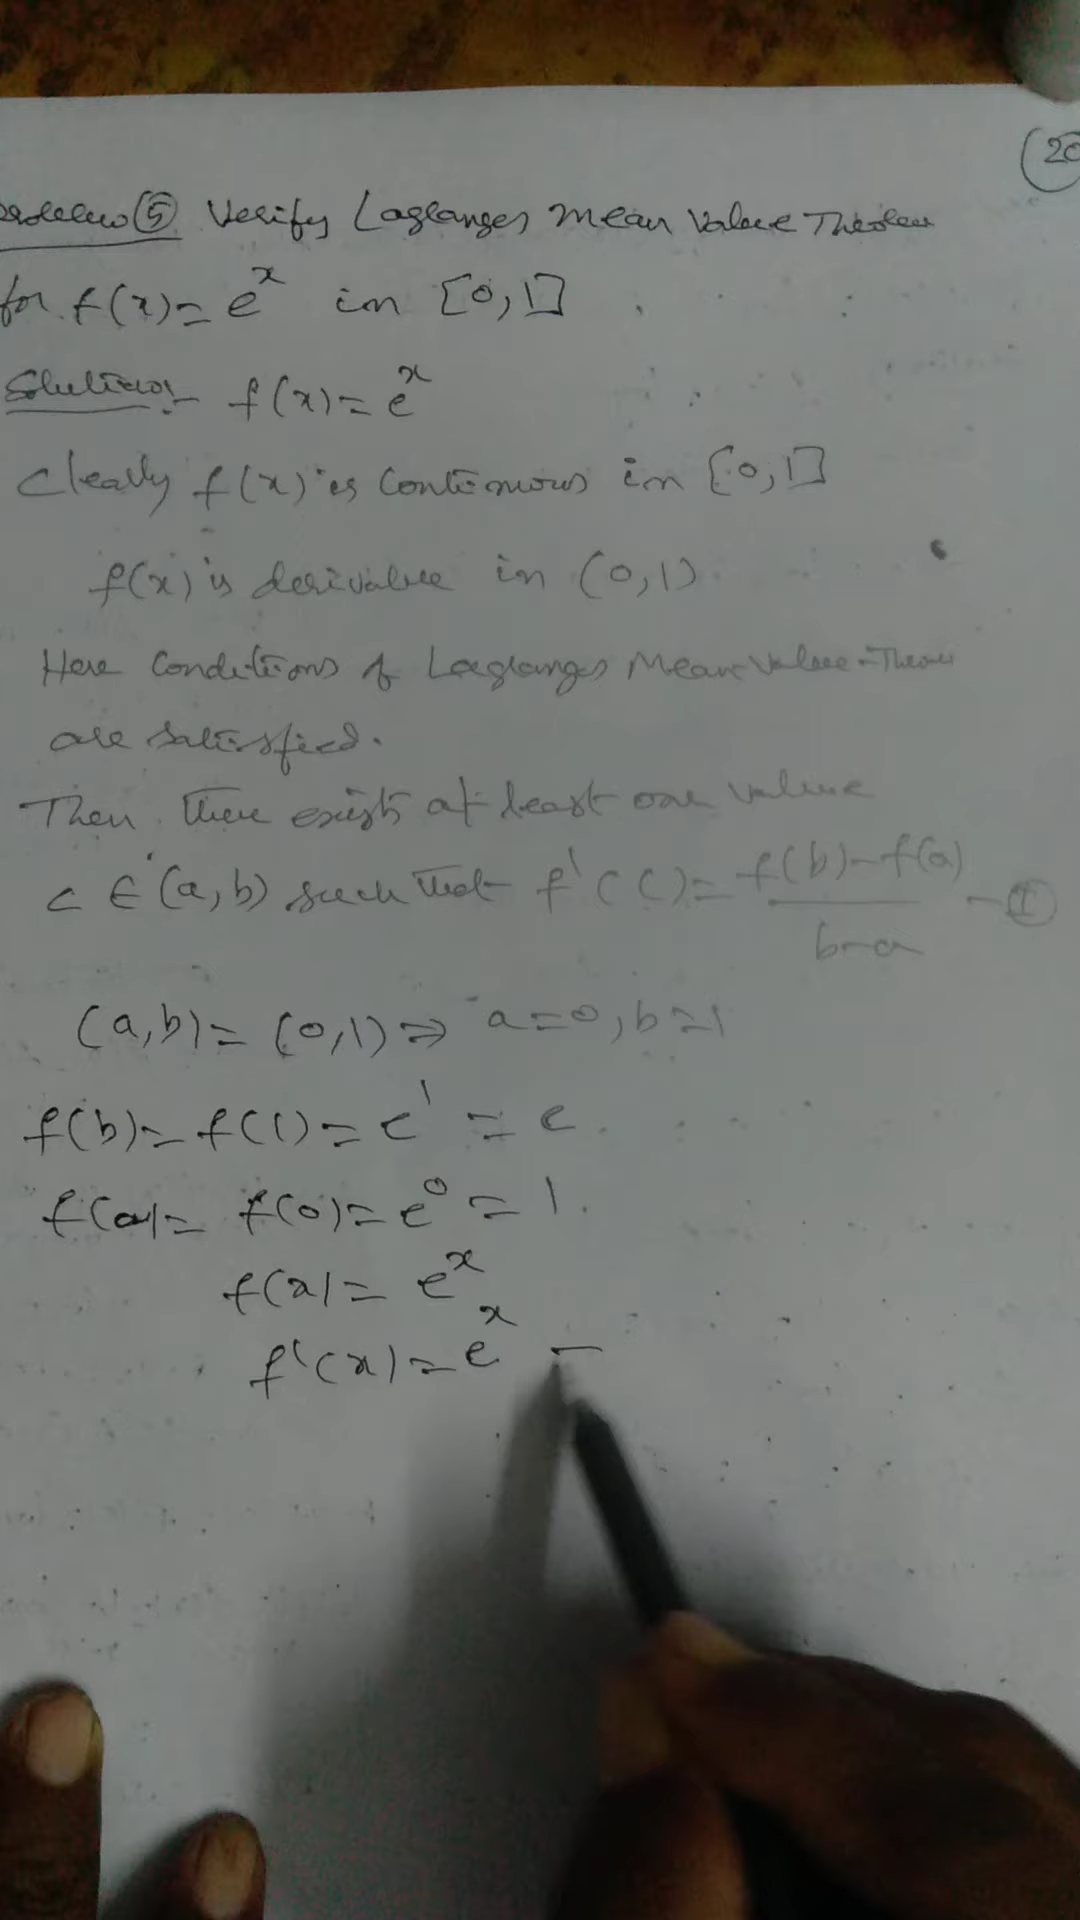 (20
Problem (5) Verify Lagranges Mean Value Theorem
for f(x) = e^x in [0,1]
Solution:- f(x) = e^x
Clearly f(x) is continuous in [0,1]
f(x) is derivable in (0,1)
Here Conditions of Lagranges Mean Value Theorem
are satisfied.
Then there exists at least one value
c ∈ (a,b) such that f'(c) = f(b)-f(a) / b-a - (1)
(a,b) = (0,1) ⇒ a=0, b=1
f(b) = f(1) = e^1 = e.
f(a) = f(0) = e^0 = 1.
f(x) = e^x
f'(x) = e^x -